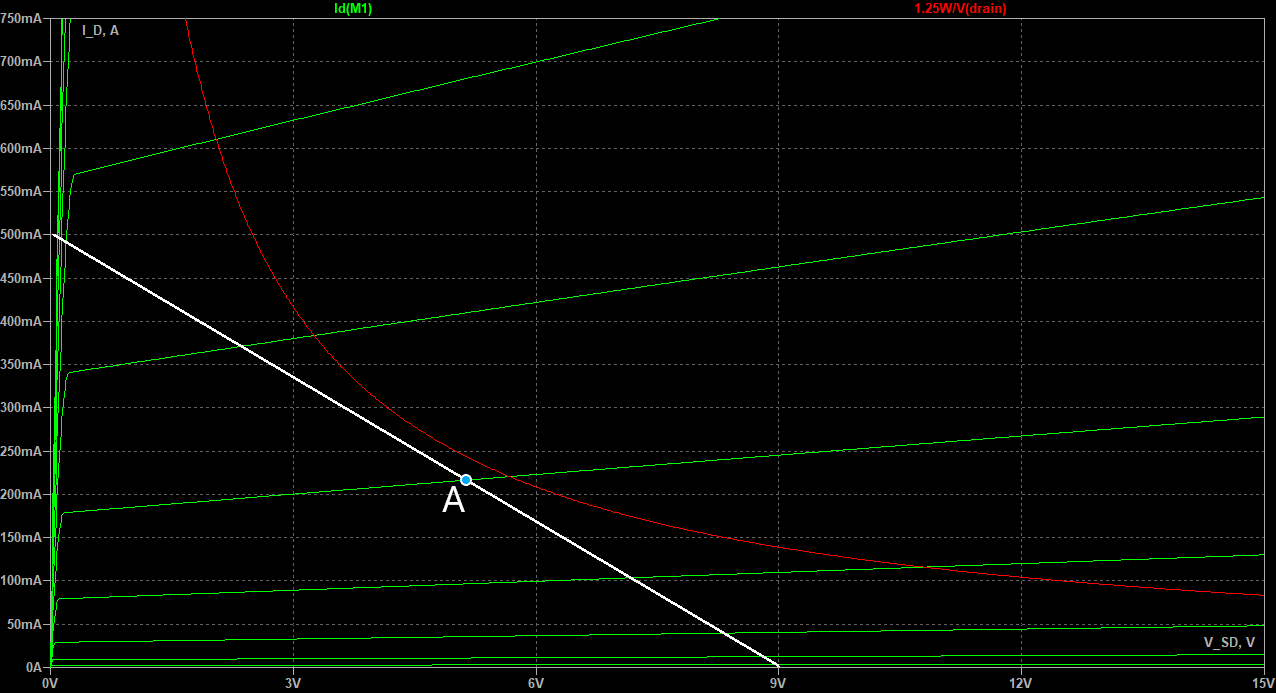 Id(M1) 1.25W/V(drain)
750mA
I_D, A
700mA
650mA
600mA
550mA
500mA
450mA
400mA
350mA
300mA
250mA
200mA
A
150mA
100mA
50mA
V_SD, V
0A
0V 3V 6V 9V 12V 15V